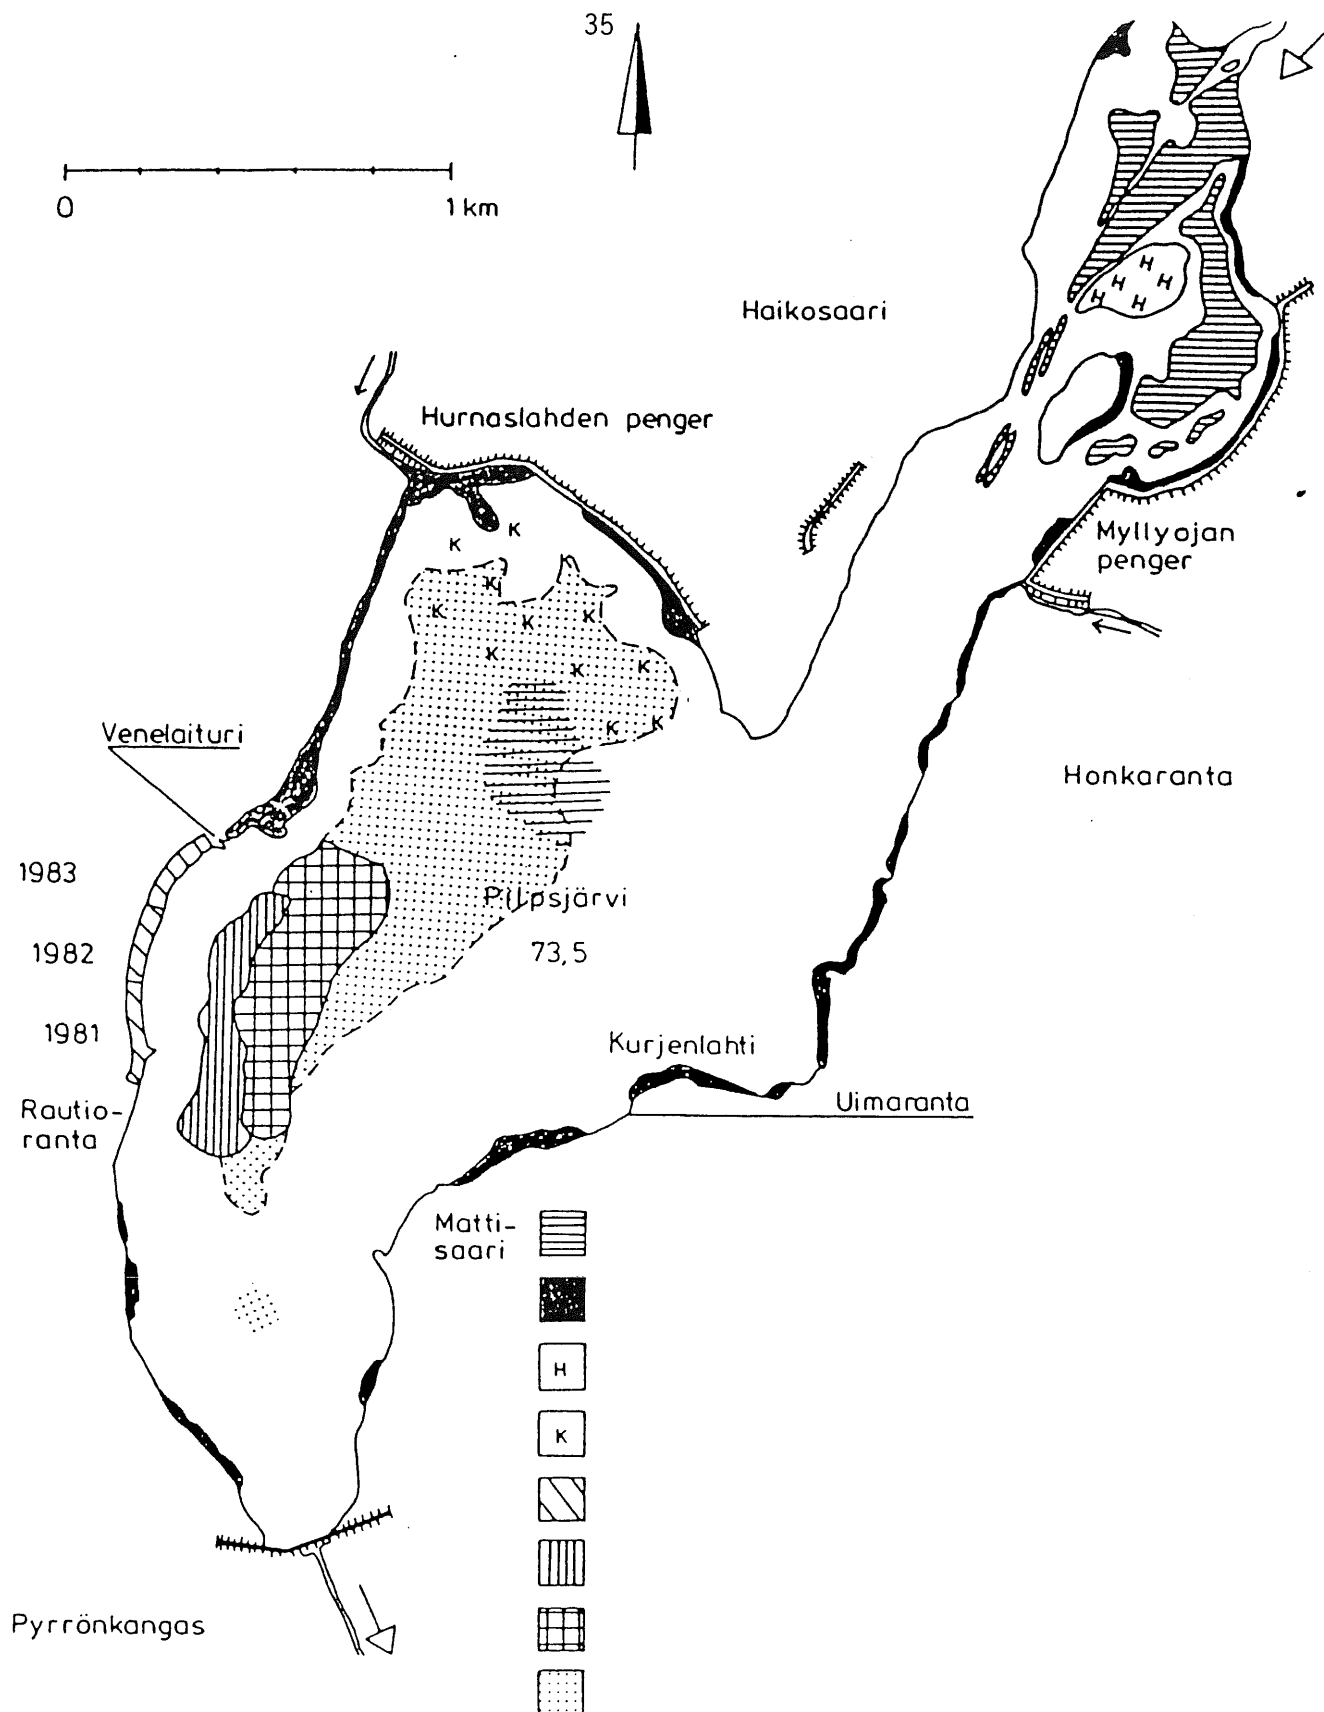 35
0
1 km
Haikosaari
Hurnaslahden penger
H
H
H
H
H
Myllyojan
penger
K
K
K
K
K
K
K
K
K
K
K
Venelaituri
Honkaranta
1983
Pilpsjärvi
1982
73,5
1981
Kurjenlahti
Rautio-
ranta
Uimaranta
Matti-
saari
H
K
Pyrrönkangas